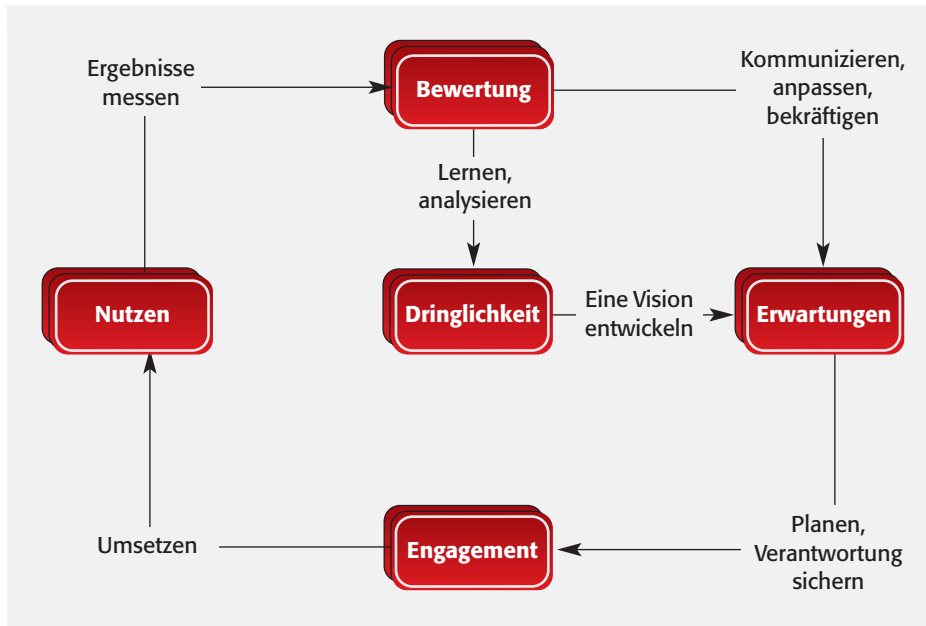 Ergebnisse
messen
Bewertung
Kommunizieren,
anpassen,
bekräftigen
Lernen,
analysieren
Nutzen
Dringlichkeit
Eine Vision
entwickeln
Erwartungen
Umsetzen
Engagement
Planen,
Verantwortung
sichern